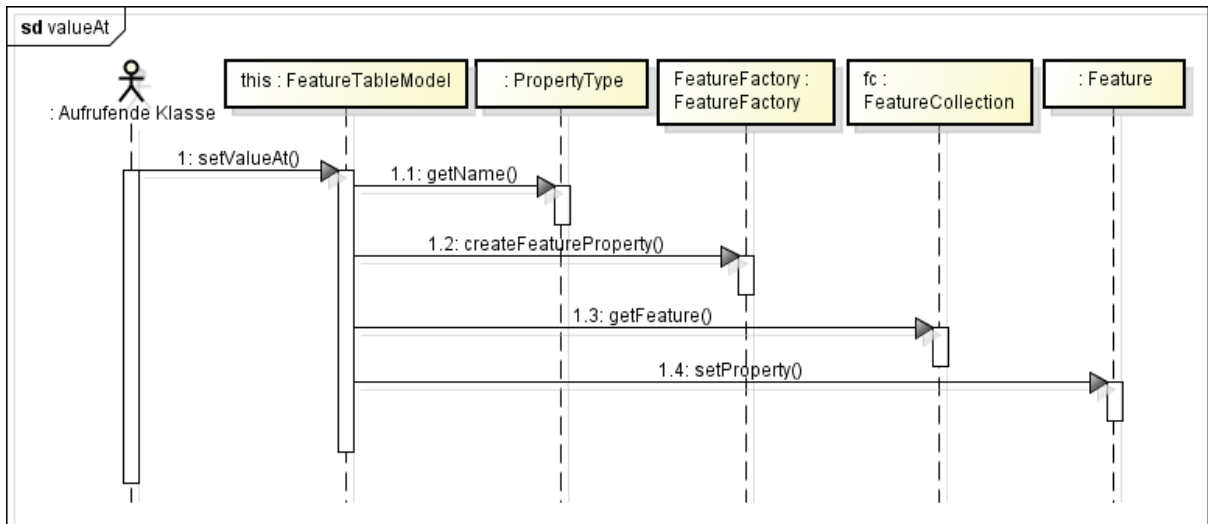 sd valueAt
: Aufrufende Klasse
this : FeatureTableModel
: PropertyType
FeatureFactory :
FeatureFactory
fc :
FeatureCollection
: Feature
1: setValueAt()
1.1: getName()
1.2: createFeatureProperty()
1.3: getFeature()
1.4: setProperty()